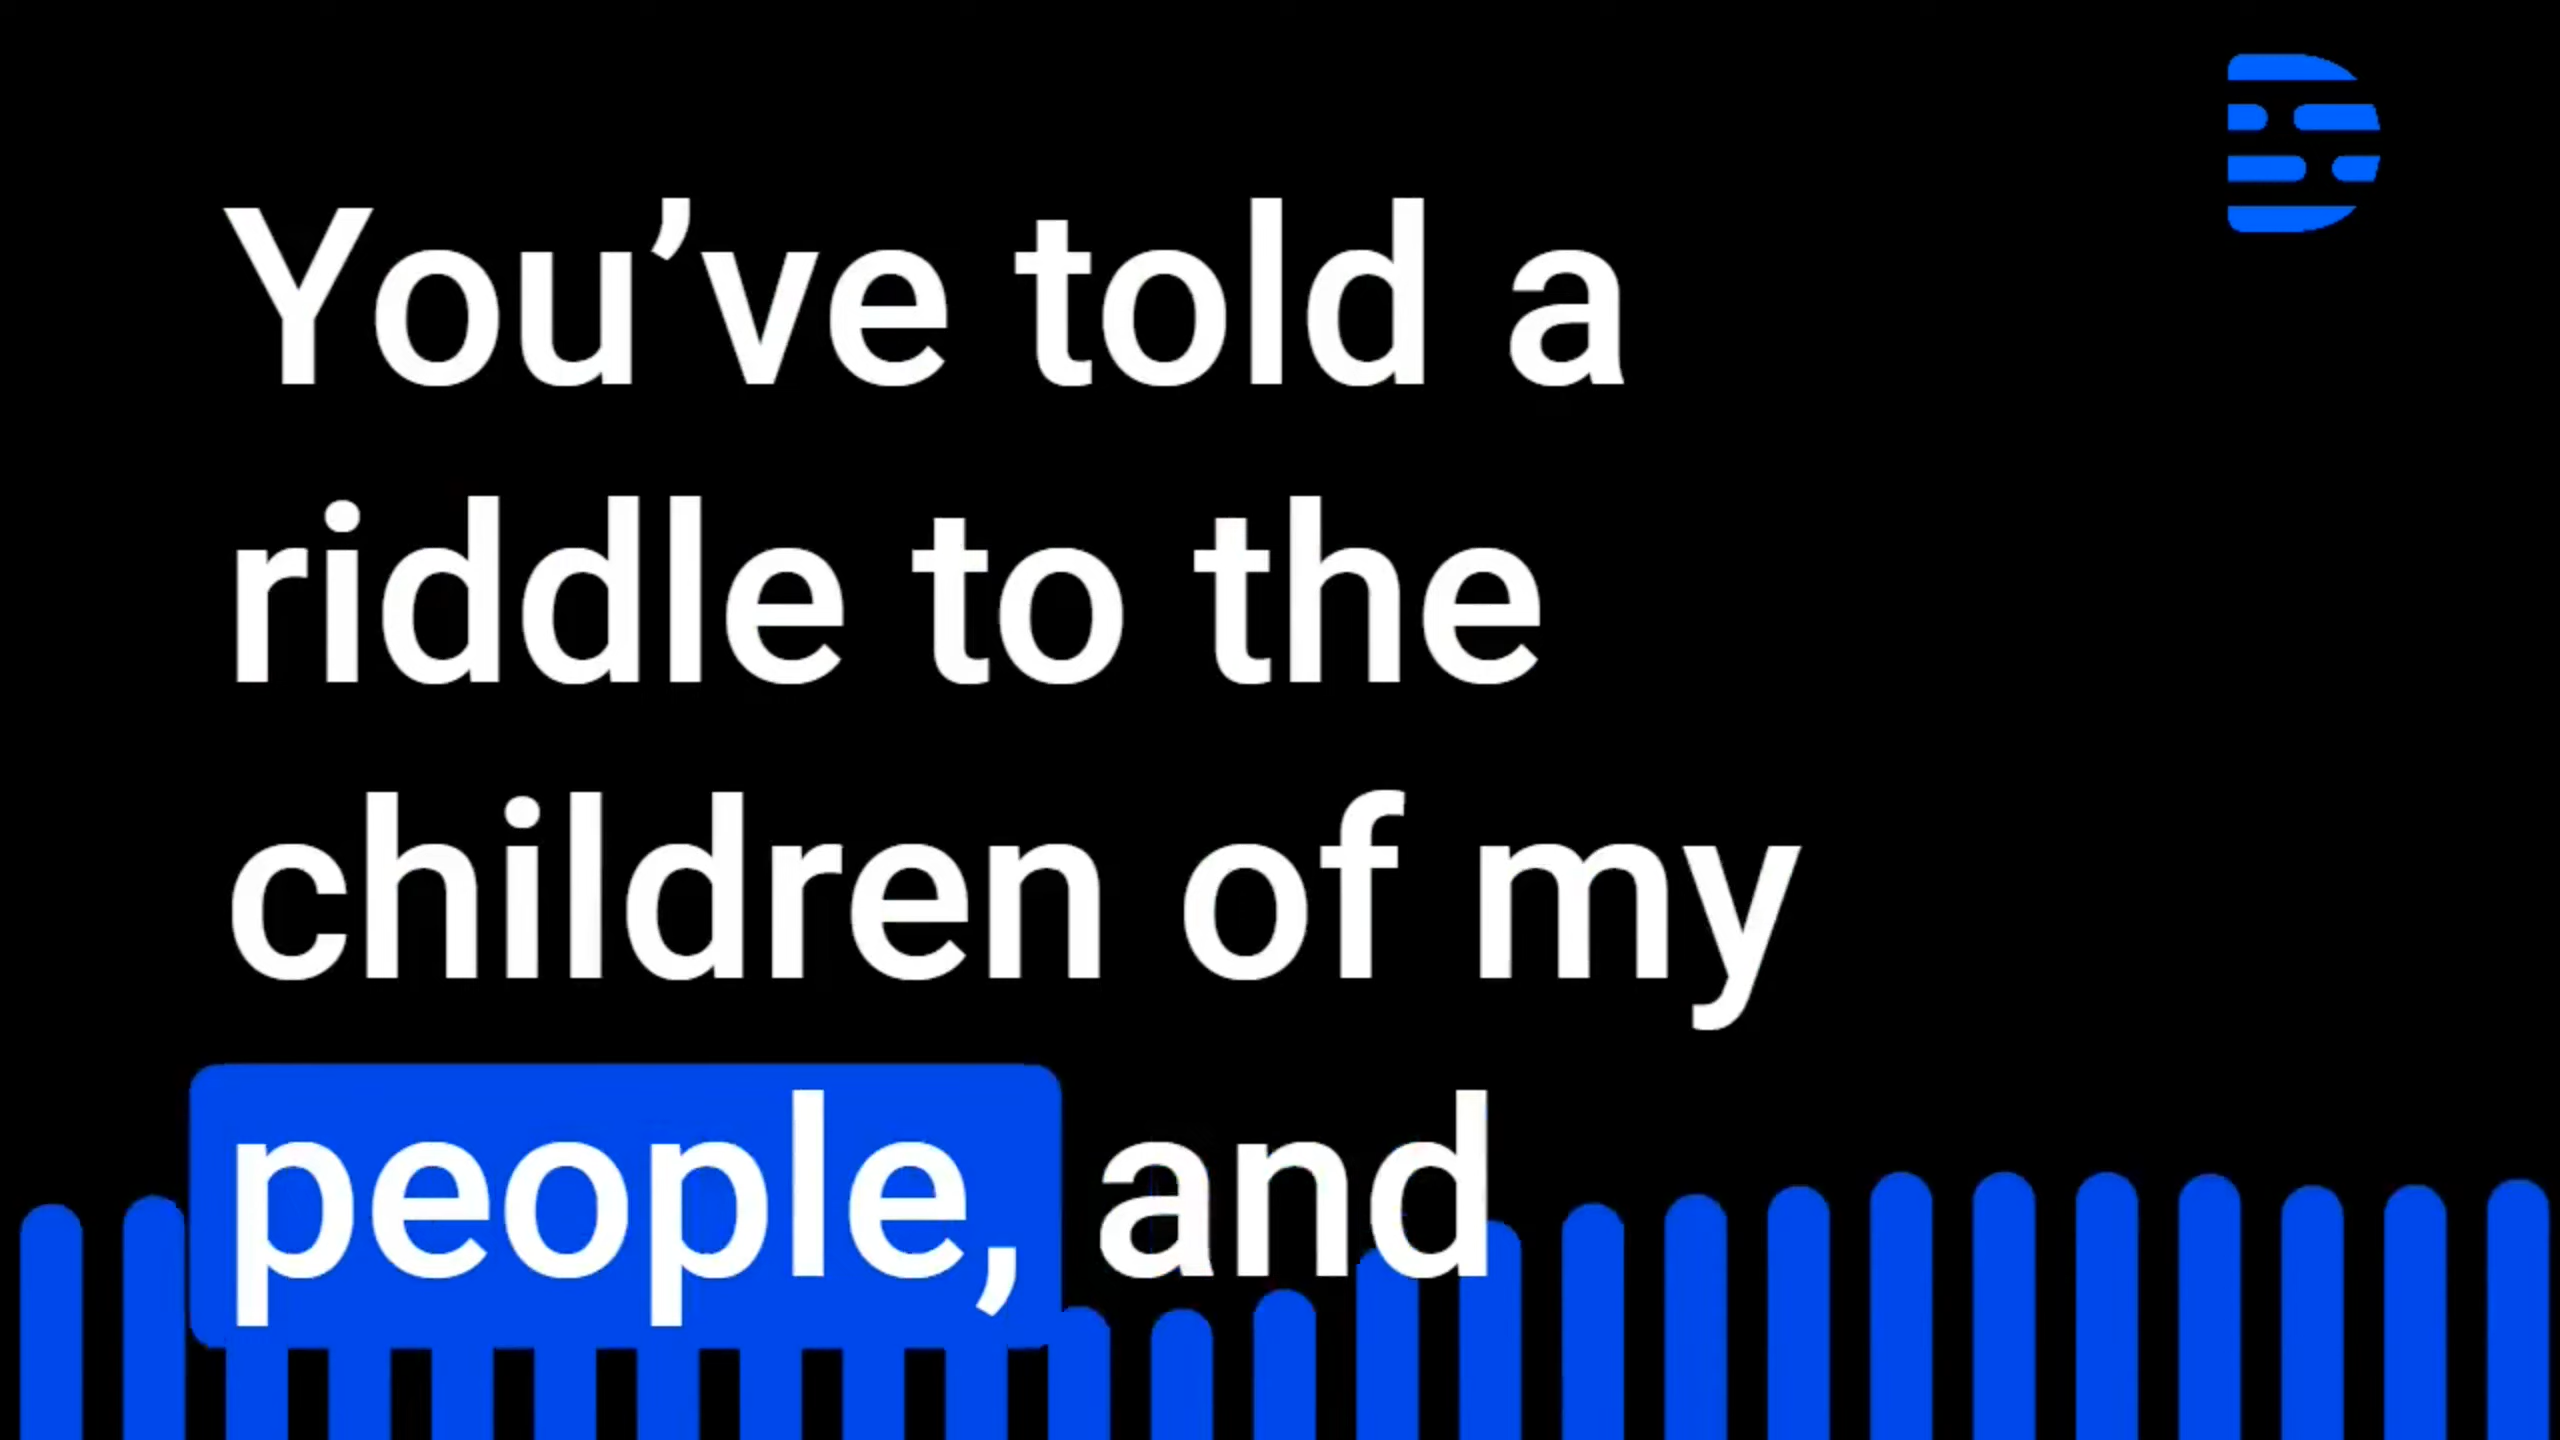 You’ve told a
riddle to the
children of my
people, and